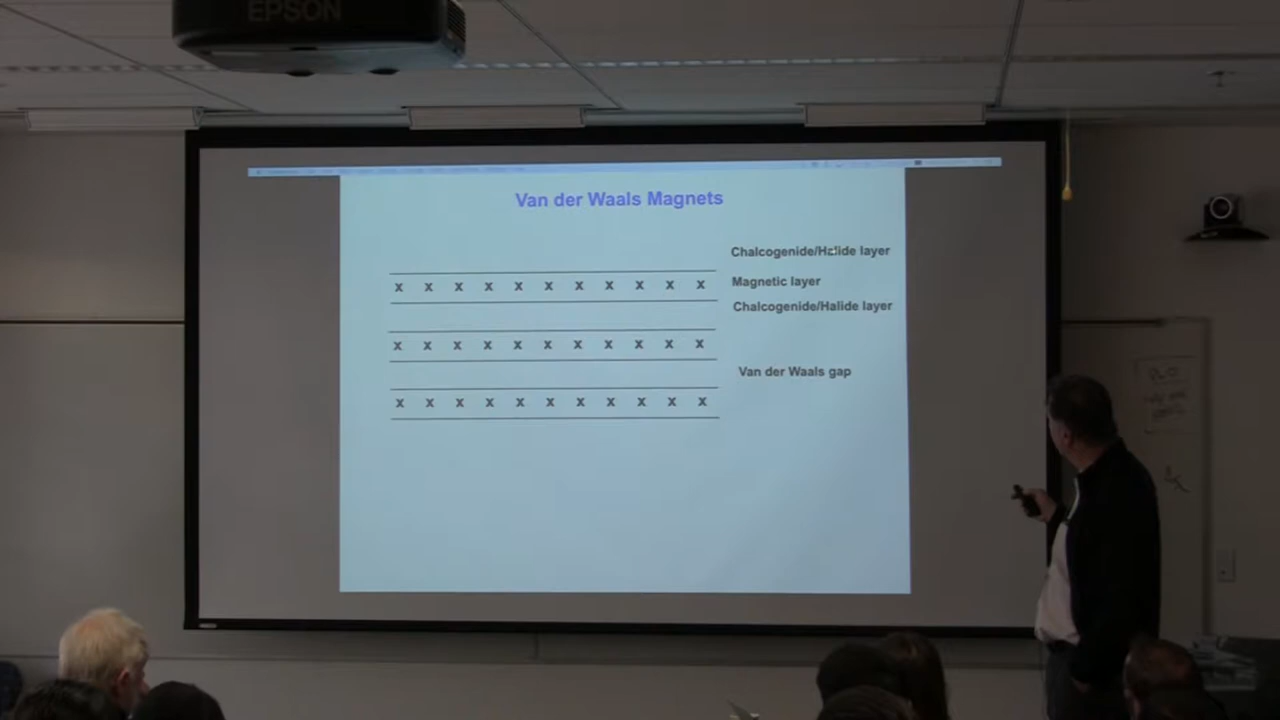 EPSON
Van der Waals Magnets
Chalcogenide/Halide layer
x x x x x x x x x x x
Magnetic layer
Chalcogenide/Halide layer
x x x x x x x x x x x
Van der Waals gap
x x x x x x x x x x x